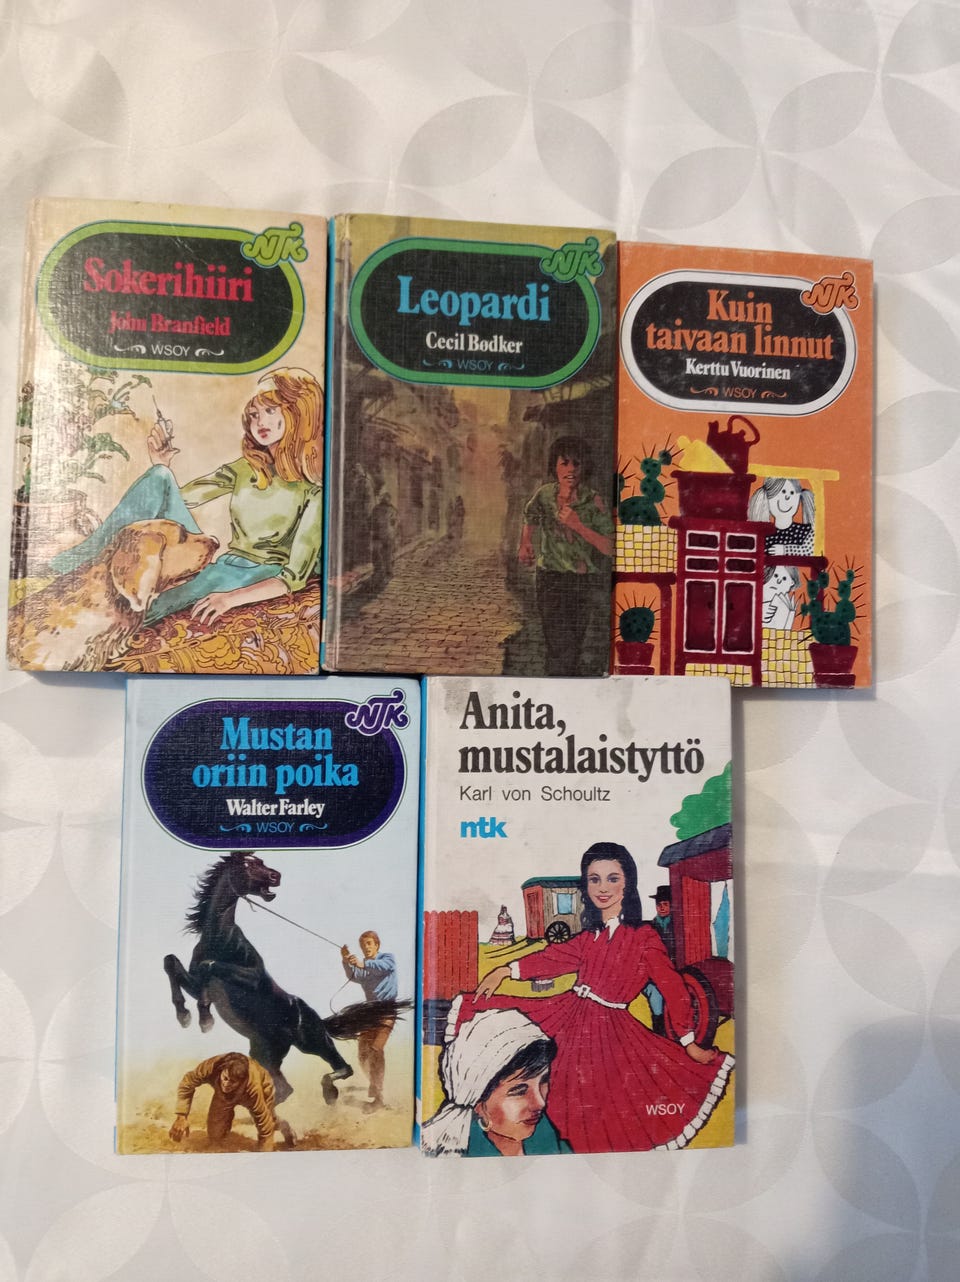 NTK
Sokerihiiri
John Branfield
WSOY
NTK
Leopardi
Cecil Bødker
WSOY
NTK
Kuin
taivaan linnut
Kerttu Vuorinen
WSOY
NTK
Mustan
oriin poika
Walter Farley
WSOY
Anita,
mustalaistyttö
Karl von Schoultz
ntk
WSOY